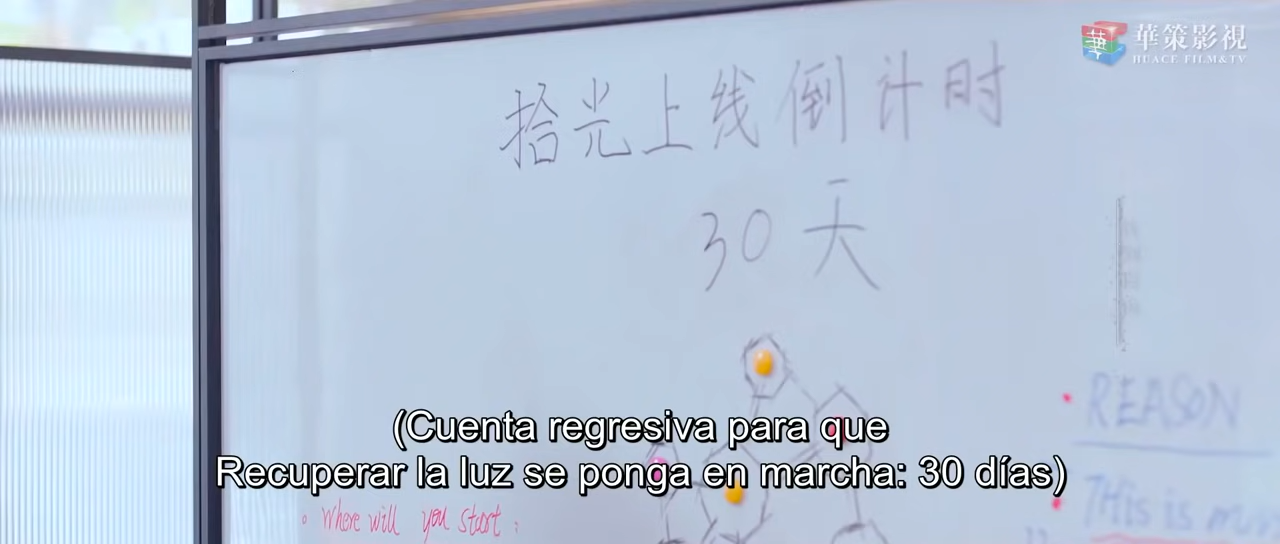 華策影視
HUACE FILM&TV
拾光上线倒计时
30天
REASON
(Cuenta regresiva para que
Recuperar la luz se ponga en marcha: 30 días)
where will you start :
THis is